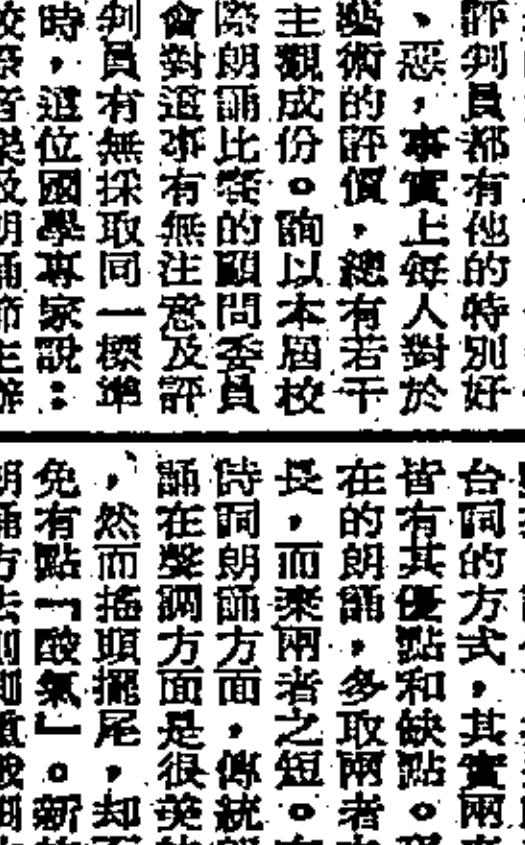 評判員都有他的特別好
、惡，事實上每人對於
藝術的評價，總有若干
主觀成份。詢以本屆校
際朗誦比賽的顧問委員
會對這事有無注意及評
判員有無採取同一標準
時，這位國學專家說：
台詞的方式，其實兩
皆有其優點和缺點。
在的朗誦，多取兩者
長，而棄兩者之短。
詩詞朗誦方面，傳統
誦在聲調方面是很美
，然而搖頭擺尾，却
免有點「酸氣」。新